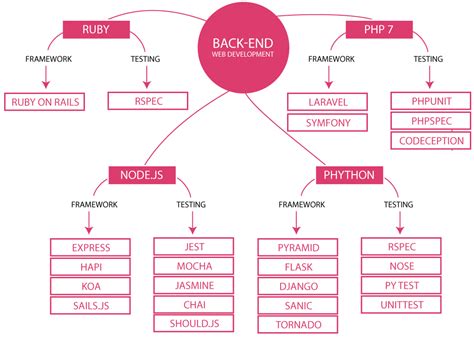 BACK-END
WEB DEVELOPMENT
RUBY
FRAMEWORK
TESTING
RUBY ON RAILS
RSPEC
PHP 7
FRAMEWORK
TESTING
LARAVEL
SYMFONY
PHPUNIT
PHPSPEC
CODECEPTION
NODE.JS
FRAMEWORK
TESTING
EXPRESS
HAPI
KOA
SAILS.JS
JEST
MOCHA
JASMINE
CHAI
SHOULD.JS
PHYTHON
FRAMEWORK
TESTING
PYRAMID
FLASK
DJANGO
SANIC
TORNADO
RSPEC
NOSE
PY TEST
UNITTEST